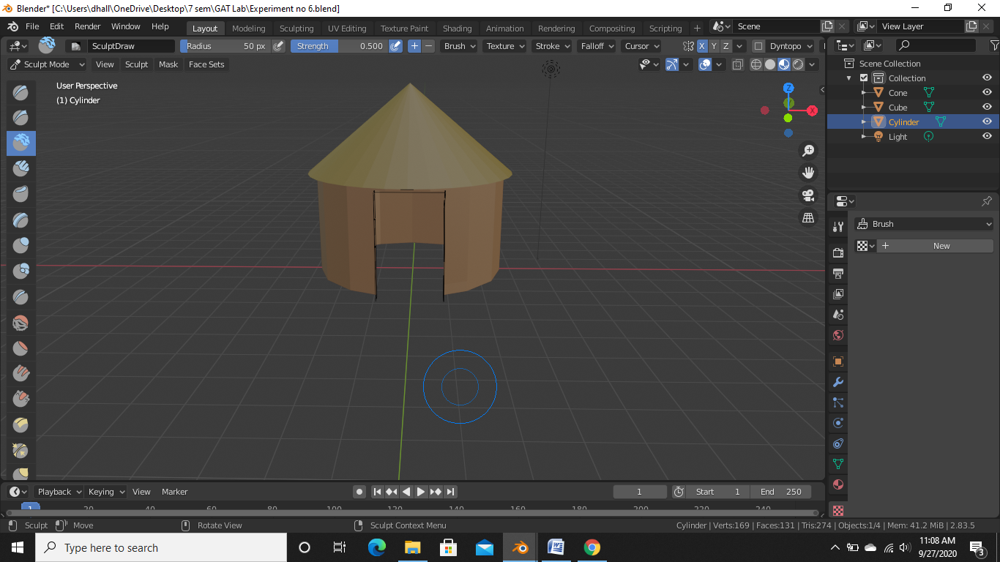 Blender* [C:\Users\dhall\OneDrive\Desktop\7 sem\GAT Lab\Experiment no 6.blend]
File Edit Render Window Help Layout Modeling Sculpting UV Editing Texture Paint Shading Animation Rendering Compositing Scripting + Scene View Layer
SculptDraw Radius 50 px Strength 0.500 + − Brush Texture Stroke Falloff Cursor X Y Z Dyntopo
Sculpt Mode View Sculpt Mask Face Sets
User Perspective
(1) Cylinder
Z
X
Scene Collection
Collection
Cone
Cube
Cylinder
Light
Brush
+ New
Playback Keying View Marker 1 Start 1 End 250
1 20 40 60 80 100 120 140 160 180 200 220 240
Sculpt Move Rotate View Sculpt Context Menu Cylinder | Verts:169 | Faces:131 | Tris:274 | Objects:1/4 | Mem: 41.2 MiB | 2.83.5
Type here to search
11:08 AM
9/27/2020
3